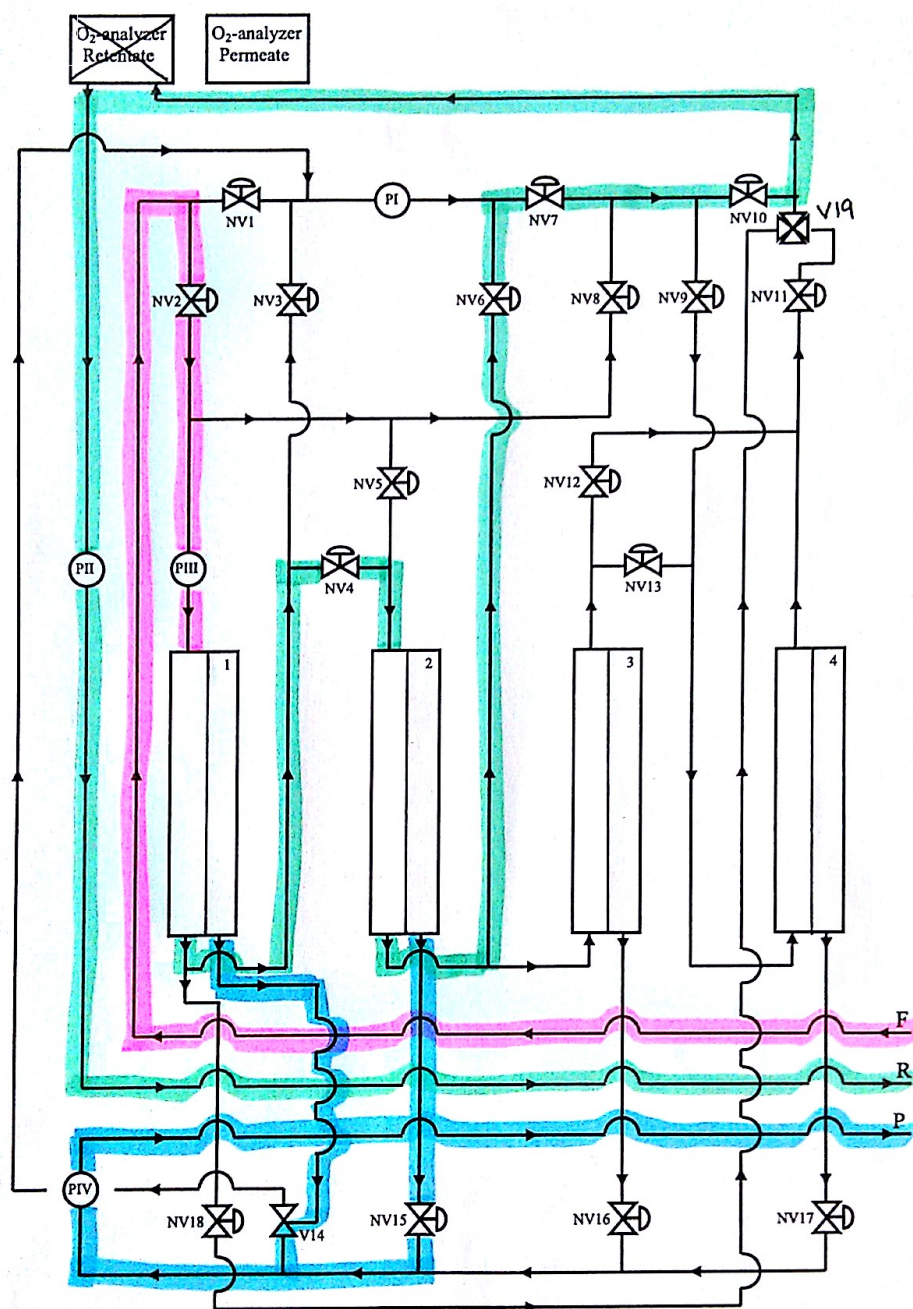 O₂-analyzer
Retentate
O₂-analyzer
Permeate
NV1
PI
NV7
NV10
V19
NV2
NV3
NV6
NV8
NV9
NV11
NV5
NV12
PII
PIII
NV4
NV13
1
2
3
4
F
R
P
PIV
NV18
V14
NV15
NV16
NV17